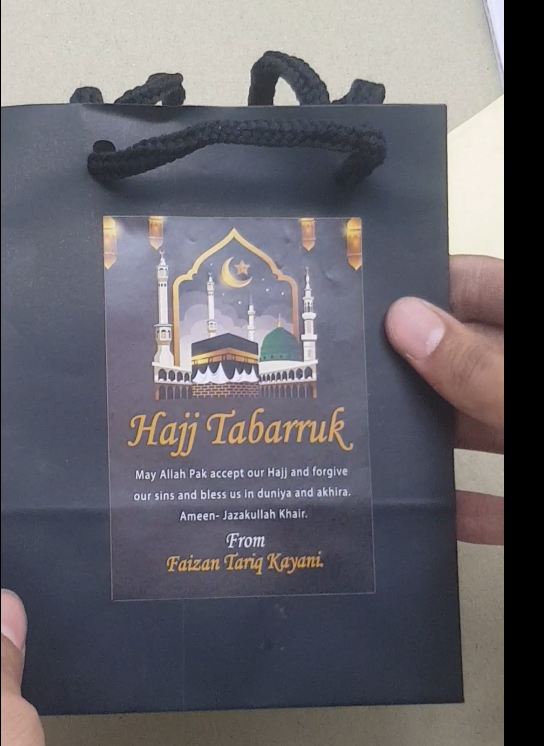 Hajj Tabarruk
May Allah Pak accept our Hajj and forgive
our sins and bless us in duniya and akhira.
Ameen- Jazakullah Khair.
From
Faizan Tariq Kayani.